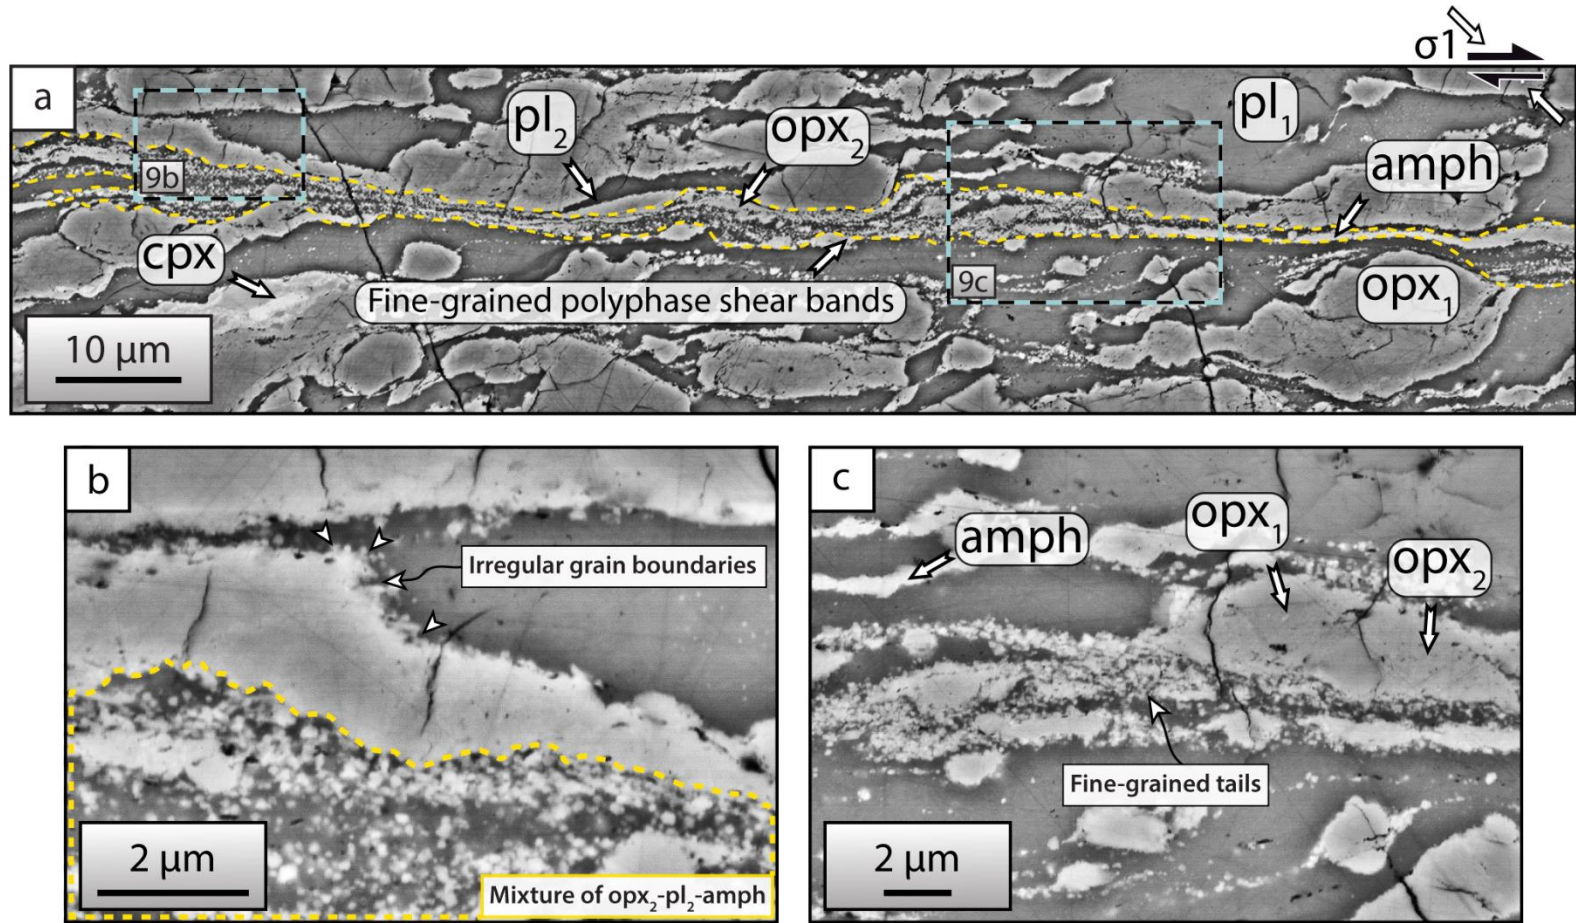 σ1
a
pl₂
opx₂
pl₁
amph
9b
cpx
9c
opx₁
Fine-grained polyphase shear bands
10 µm
b
Irregular grain boundaries
2 µm
Mixture of opx₂-pl₂-amph
c
amph
opx₁
opx₂
Fine-grained tails
2 µm